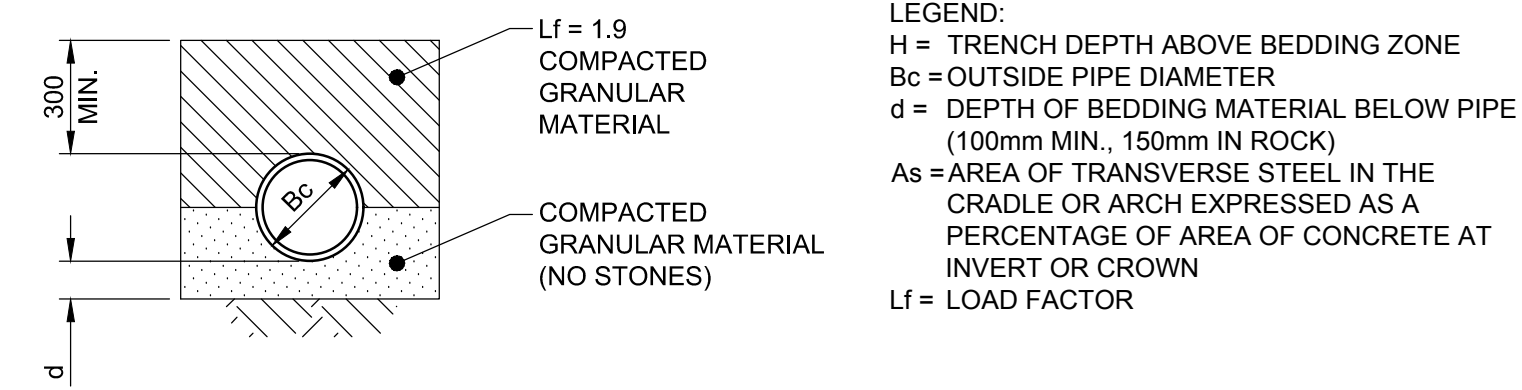 300
MIN.
d
Bc
Lf = 1.9
COMPACTED
GRANULAR
MATERIAL
COMPACTED
GRANULAR MATERIAL
(NO STONES)
LEGEND:
H = TRENCH DEPTH ABOVE BEDDING ZONE
Bc = OUTSIDE PIPE DIAMETER
d = DEPTH OF BEDDING MATERIAL BELOW PIPE
(100mm MIN., 150mm IN ROCK)
As = AREA OF TRANSVERSE STEEL IN THE
CRADLE OR ARCH EXPRESSED AS A
PERCENTAGE OF AREA OF CONCRETE AT
INVERT OR CROWN
Lf = LOAD FACTOR